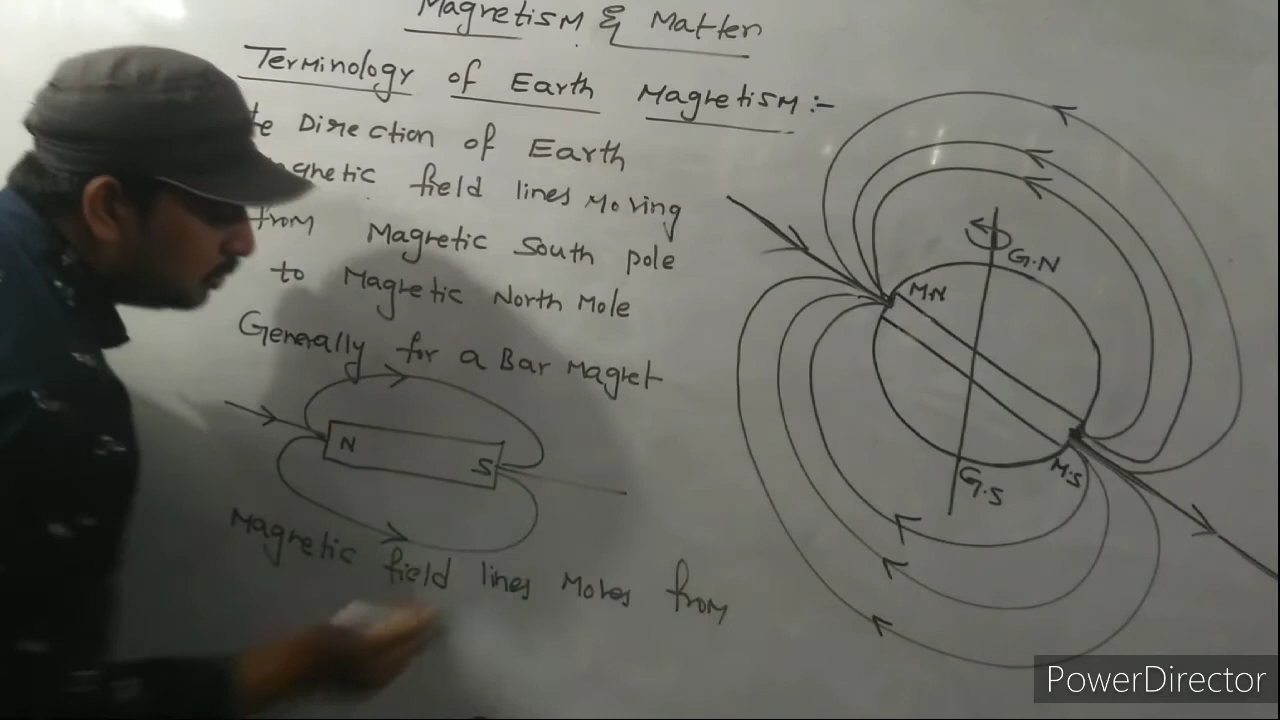 Magnetism & Matter
Terminology of Earth Magnetism :-
Direction of Earth
field lines Moving
from Magnetic South pole
to Magnetic North Mole
Generally for a Bar Magnet
N
S
Magnetic field lines Moves from
G.N
M.N
G.S
M.S
PowerDirector